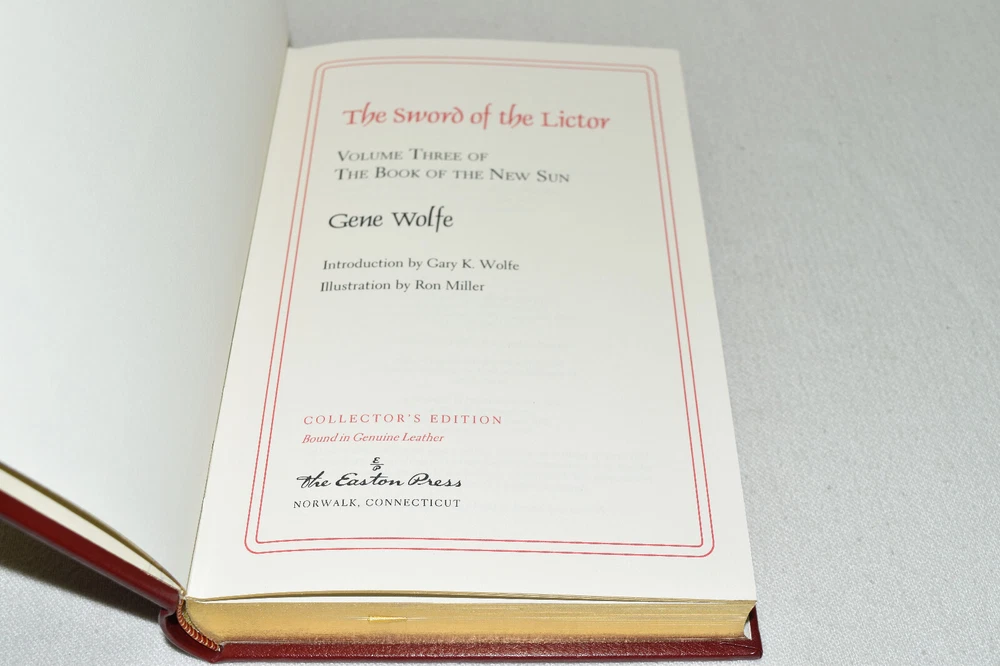 The Sword of the Lictor
VOLUME THREE OF
THE BOOK OF THE NEW SUN
Gene Wolfe
Introduction by Gary K. Wolfe
Illustration by Ron Miller
COLLECTOR'S EDITION
Bound in Genuine Leather
E
P
The Easton Press
NORWALK, CONNECTICUT